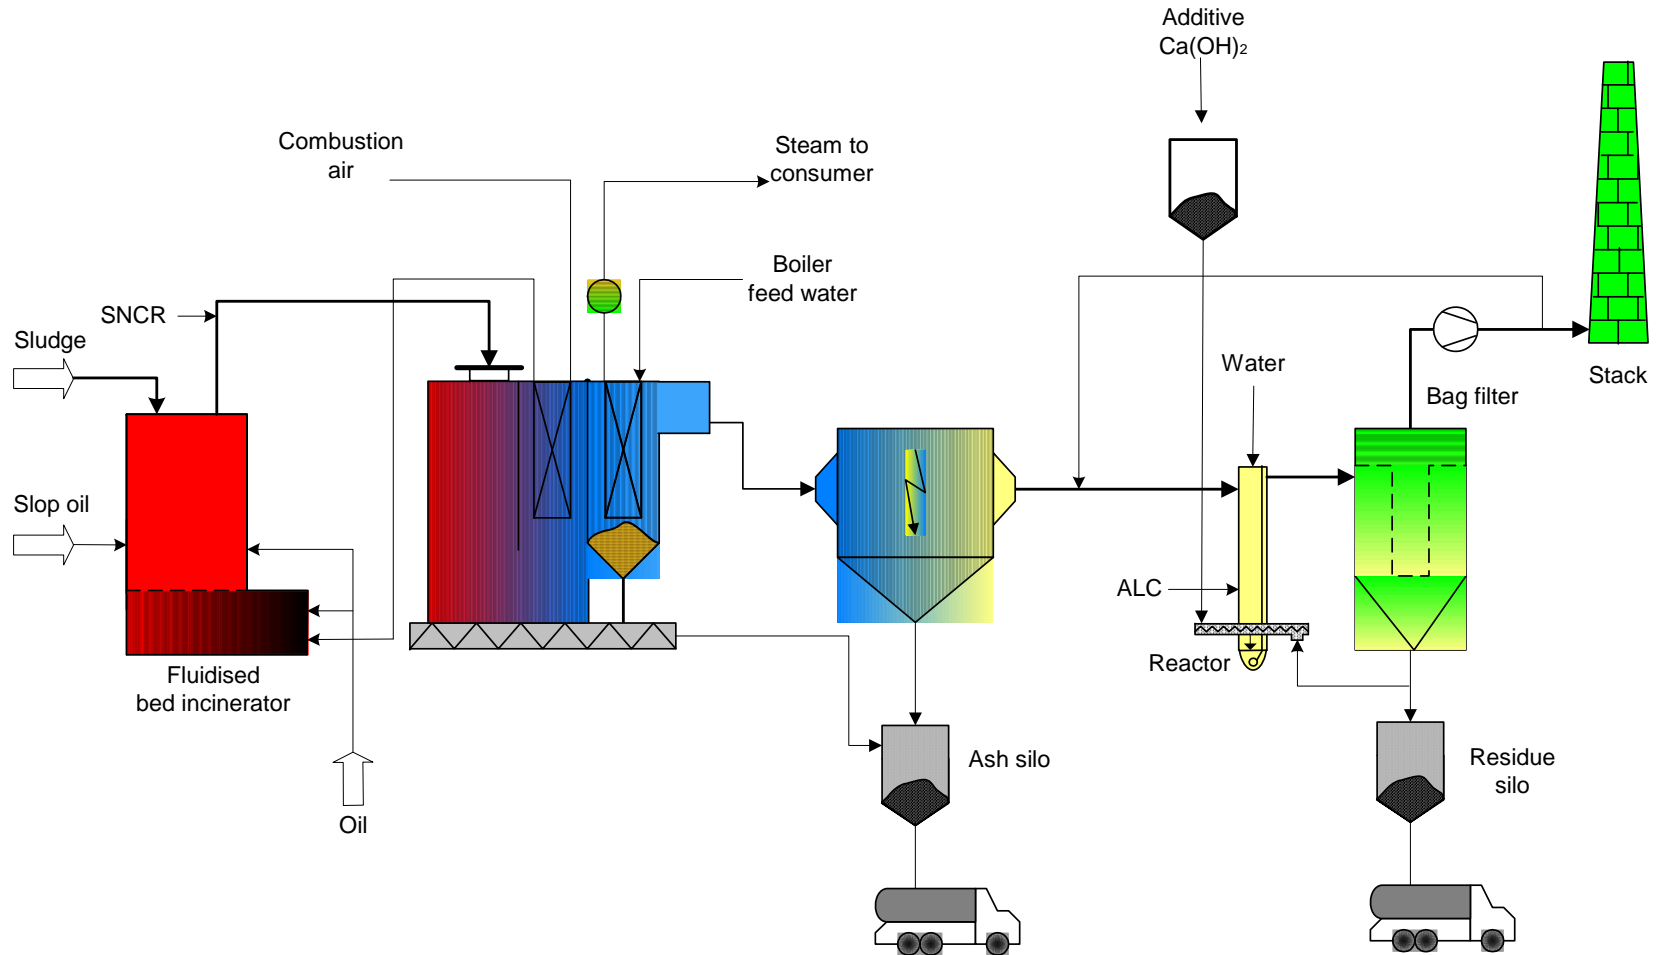 Additive
Ca(OH)₂
Combustion
air
Steam to
consumer
Boiler
feed water
SNCR
Sludge
Water
Stack
Bag filter
Slop oil
ALC
Reactor
Fluidised
bed incinerator
Ash silo
Residue
silo
Oil